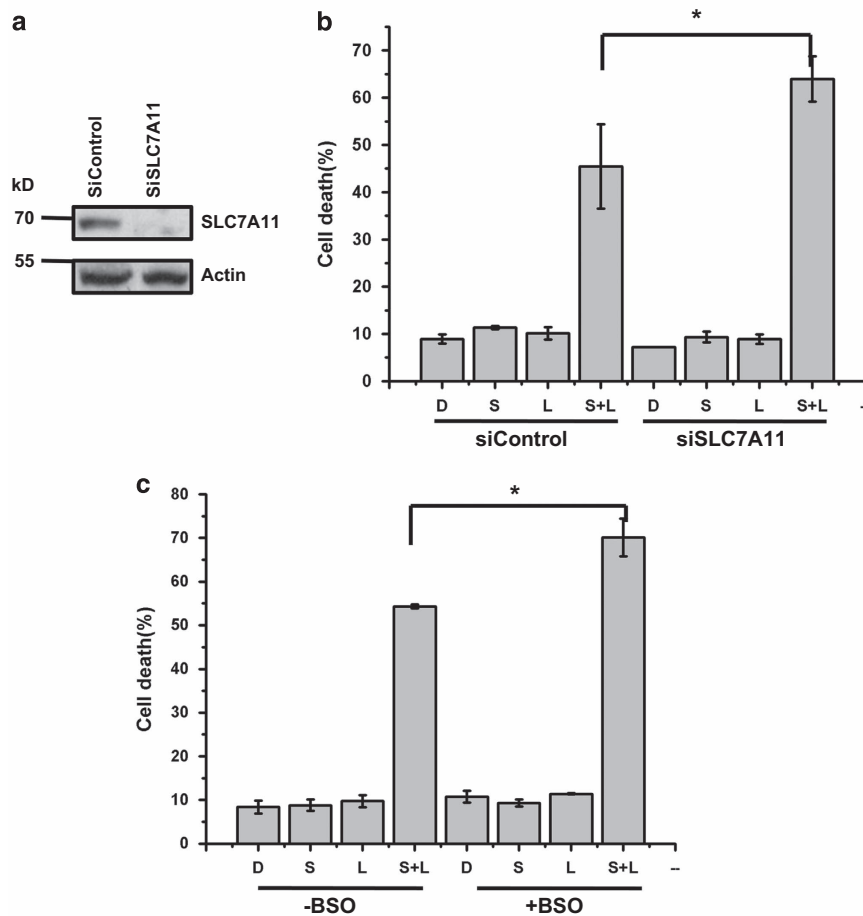 a
SiControl
SiSLC7A11
kD
70
SLC7A11
55
Actin
b
*
Cell death(%)
70
60
50
40
30
20
10
0
D S L S+L D S L S+L -
siControl siSLC7A11
c
*
Cell death(%)
80
70
60
50
40
30
20
10
0
D S L S+L D S L S+L --
-BSO +BSO